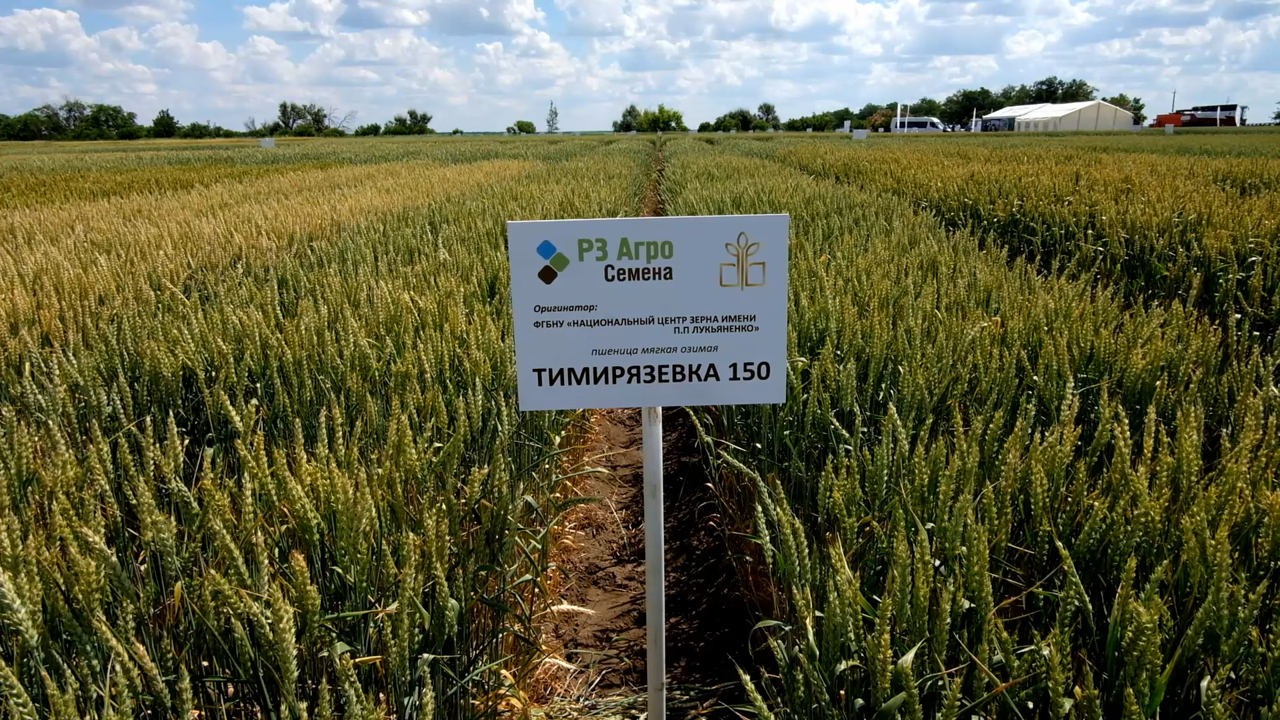 РЗ Агро
Семена
Оригинатор:
ФГБНУ «НАЦИОНАЛЬНЫЙ ЦЕНТР ЗЕРНА ИМЕНИ
П.П ЛУКЬЯНЕНКО»
пшеница мягкая озимая
ТИМИРЯЗЕВКА 150